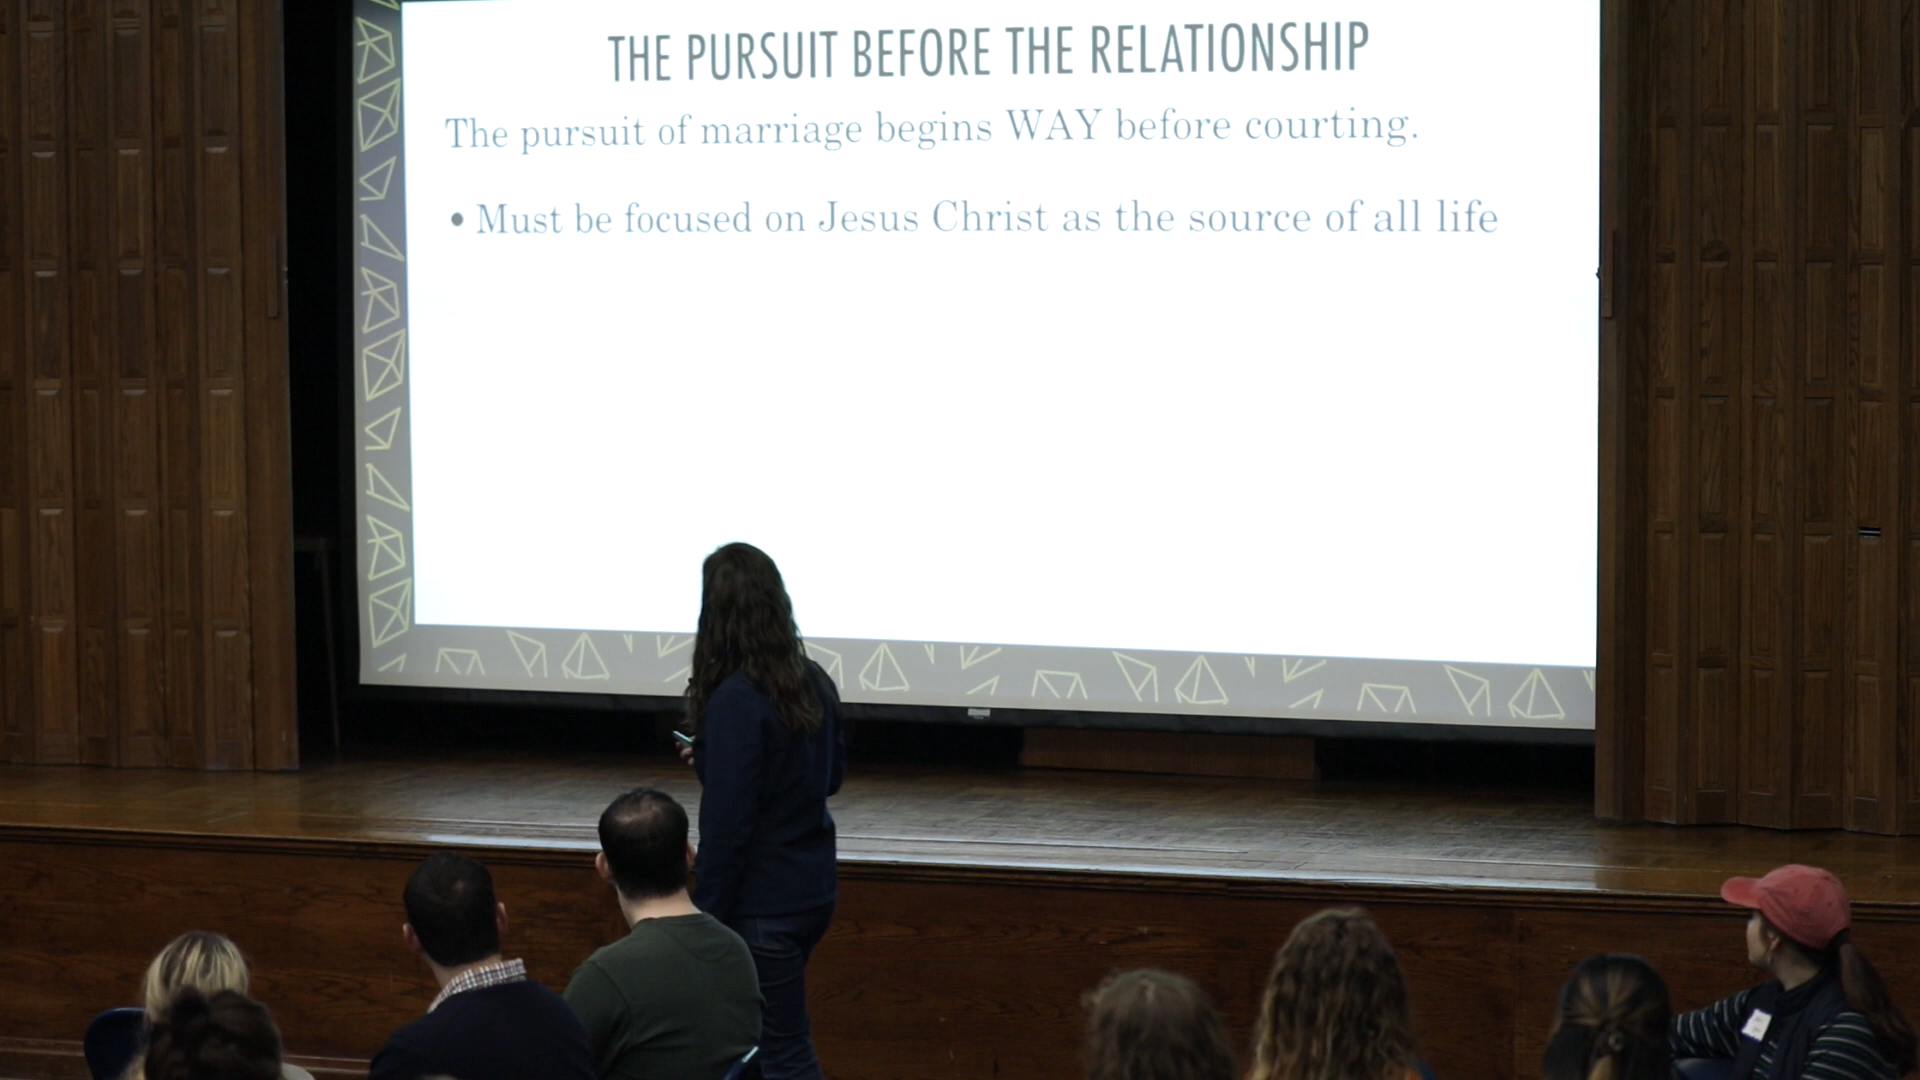 THE PURSUIT BEFORE THE RELATIONSHIP
The pursuit of marriage begins WAY before courting.
• Must be focused on Jesus Christ as the source of all life